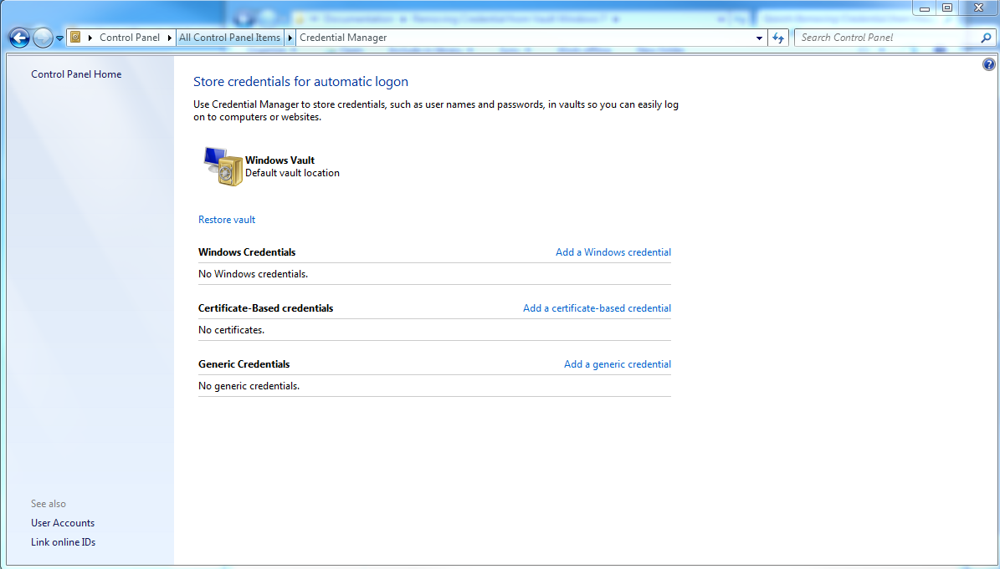 Control Panel
All Control Panel Items
Credential Manager
Search Control Panel
Control Panel Home
Store credentials for automatic logon
Use Credential Manager to store credentials, such as user names and passwords, in vaults so you can easily log
on to computers or websites.
Windows Vault
Default vault location
Restore vault
Windows Credentials
Add a Windows credential
No Windows credentials.
Certificate-Based credentials
Add a certificate-based credential
No certificates.
Generic Credentials
Add a generic credential
No generic credentials.
See also
User Accounts
Link online IDs